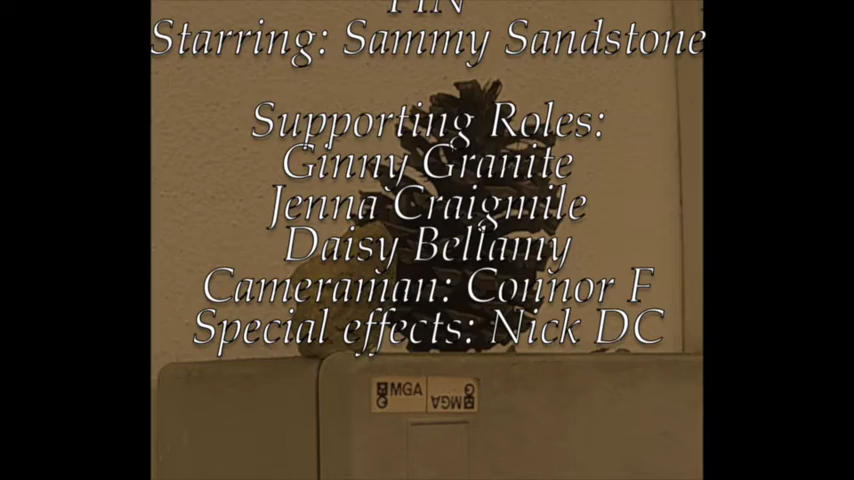 FIN
Starring: Sammy Sandstone
Supporting Roles:
Ginny Granite
Jenna Craigmile
Daisy Bellamy
Cameraman: Connor F
Special effects: Nick DC
MGA
MGA